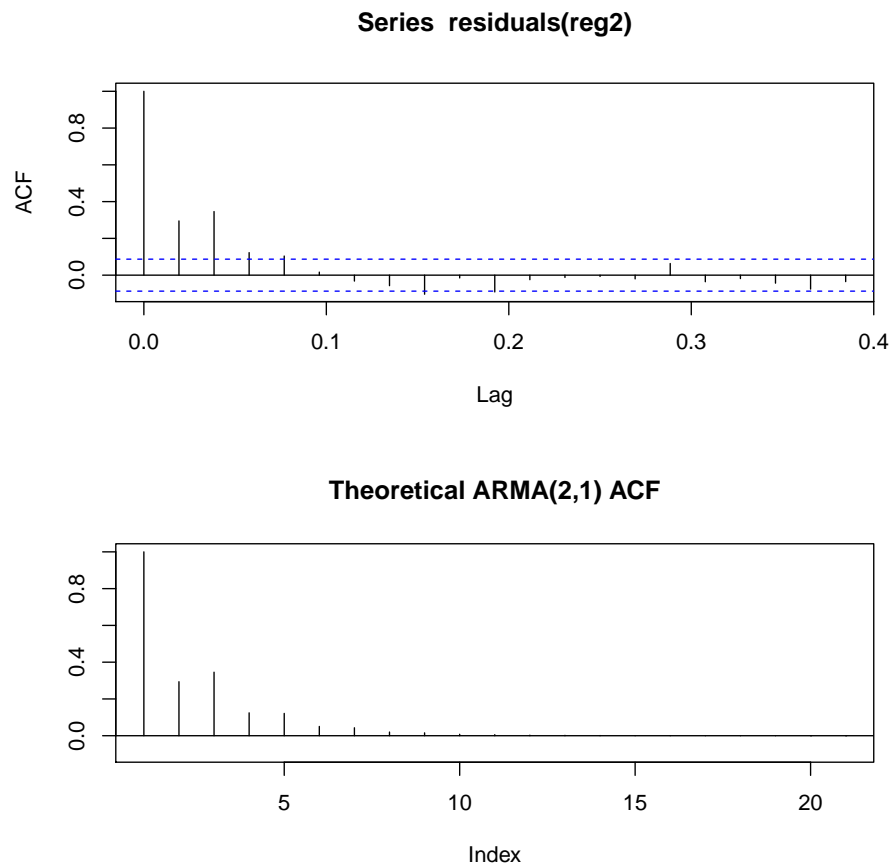 Series  residuals(reg2)
ACF
0.8
0.4
0.0
0.0 0.1 0.2 0.3 0.4
Lag
Theoretical ARMA(2,1) ACF
0.8
0.4
0.0
5 10 15 20
Index